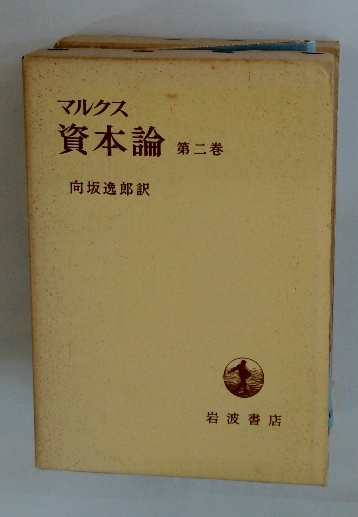 マルクス
資本論 第二巻
向坂逸郎訳
岩波書店